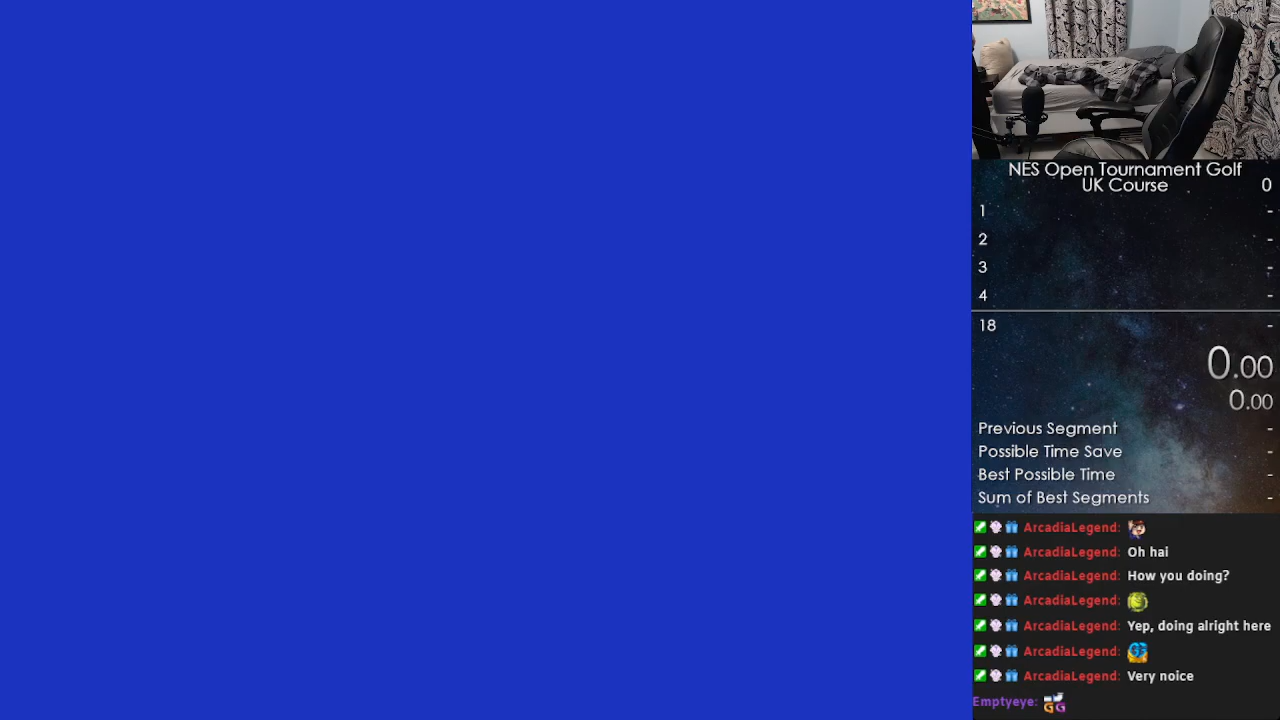 NES Open Tournament Golf
UK Course 0
1 -
2 -
3 -
4 -
18 -
0.00
0.00
Previous Segment -
Possible Time Save -
Best Possible Time -
Sum of Best Segments -
ArcadiaLegend:
ArcadiaLegend: Oh hai
ArcadiaLegend: How you doing?
ArcadiaLegend:
ArcadiaLegend: Yep, doing alright here
ArcadiaLegend:
ArcadiaLegend: Very noice
Emptyeye: GG